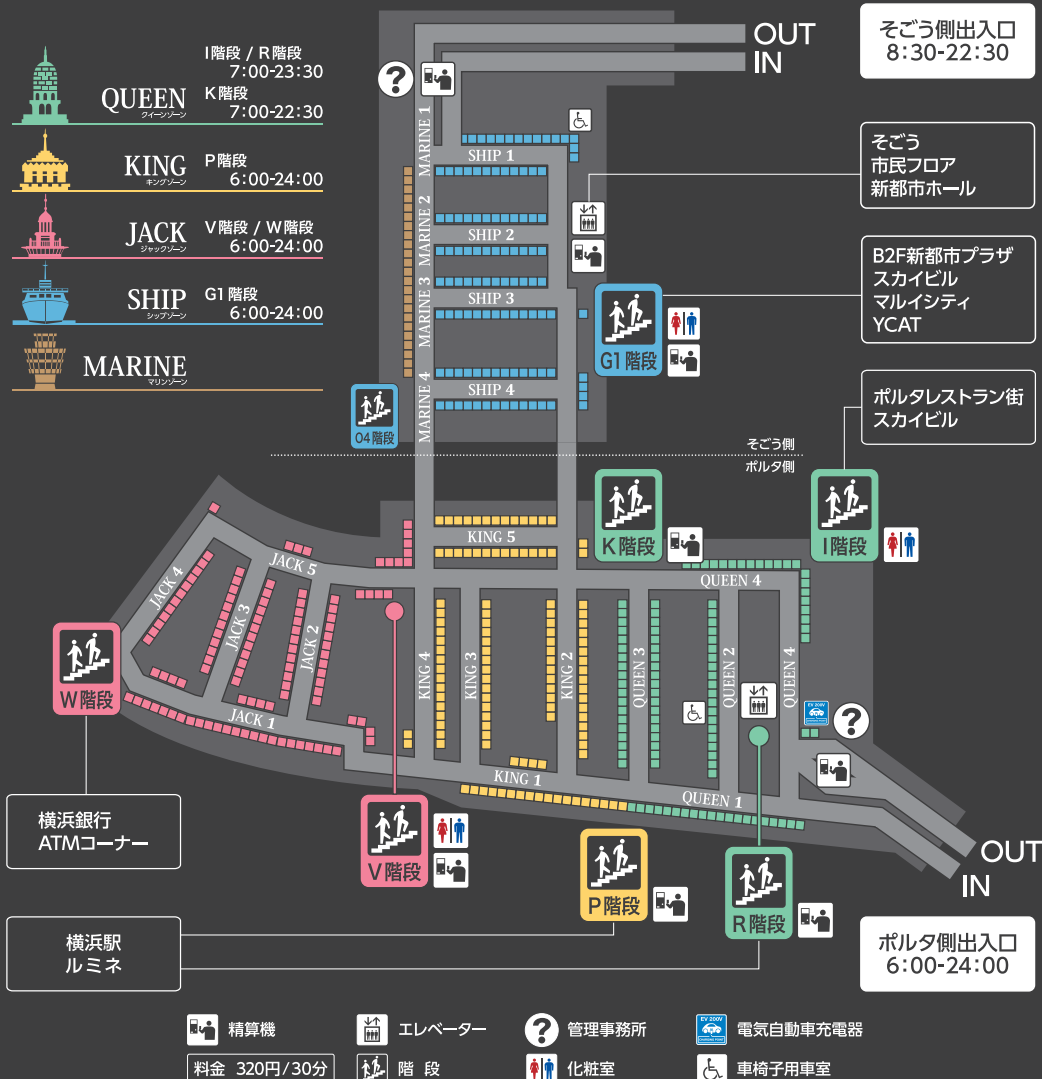 OUT
IN
そごう側出入口
8:30-22:30
QUEEN
クイーンゾーン
I階段 / R階段
7:00-23:30
K階段
7:00-22:30
KING
キングゾーン
P階段
6:00-24:00
JACK
ジャックゾーン
V階段 / W階段
6:00-24:00
SHIP
シップゾーン
G1階段
6:00-24:00
MARINE
マリンゾーン
?
MARINE 1
SHIP 1
MARINE 2
SHIP 2
MARINE 3
SHIP 3
MARINE 4
SHIP 4
そごう
市民フロア
新都市ホール
B2F新都市プラザ
スカイビル
マルイシティ
YCAT
G1階段
04階段
ポルタレストラン街
スカイビル
そごう側
ポルタ側
K階段
I階段
KING 5
JACK 5
QUEEN 4
JACK 4
JACK 3
JACK 2
KING 4
KING 3
KING 2
QUEEN 3
QUEEN 2
QUEEN 4
W階段
JACK 1
KING 1
QUEEN 1
EV 200V
?
横浜銀行
ATMコーナー
V階段
P階段
R階段
OUT
IN
横浜駅
ルミネ
ポルタ側出入口
6:00-24:00
精算機
エレベーター
?
管理事務所
EV 200V
電気自動車充電器
料金 320円/30分
階 段
化粧室
車椅子用車室